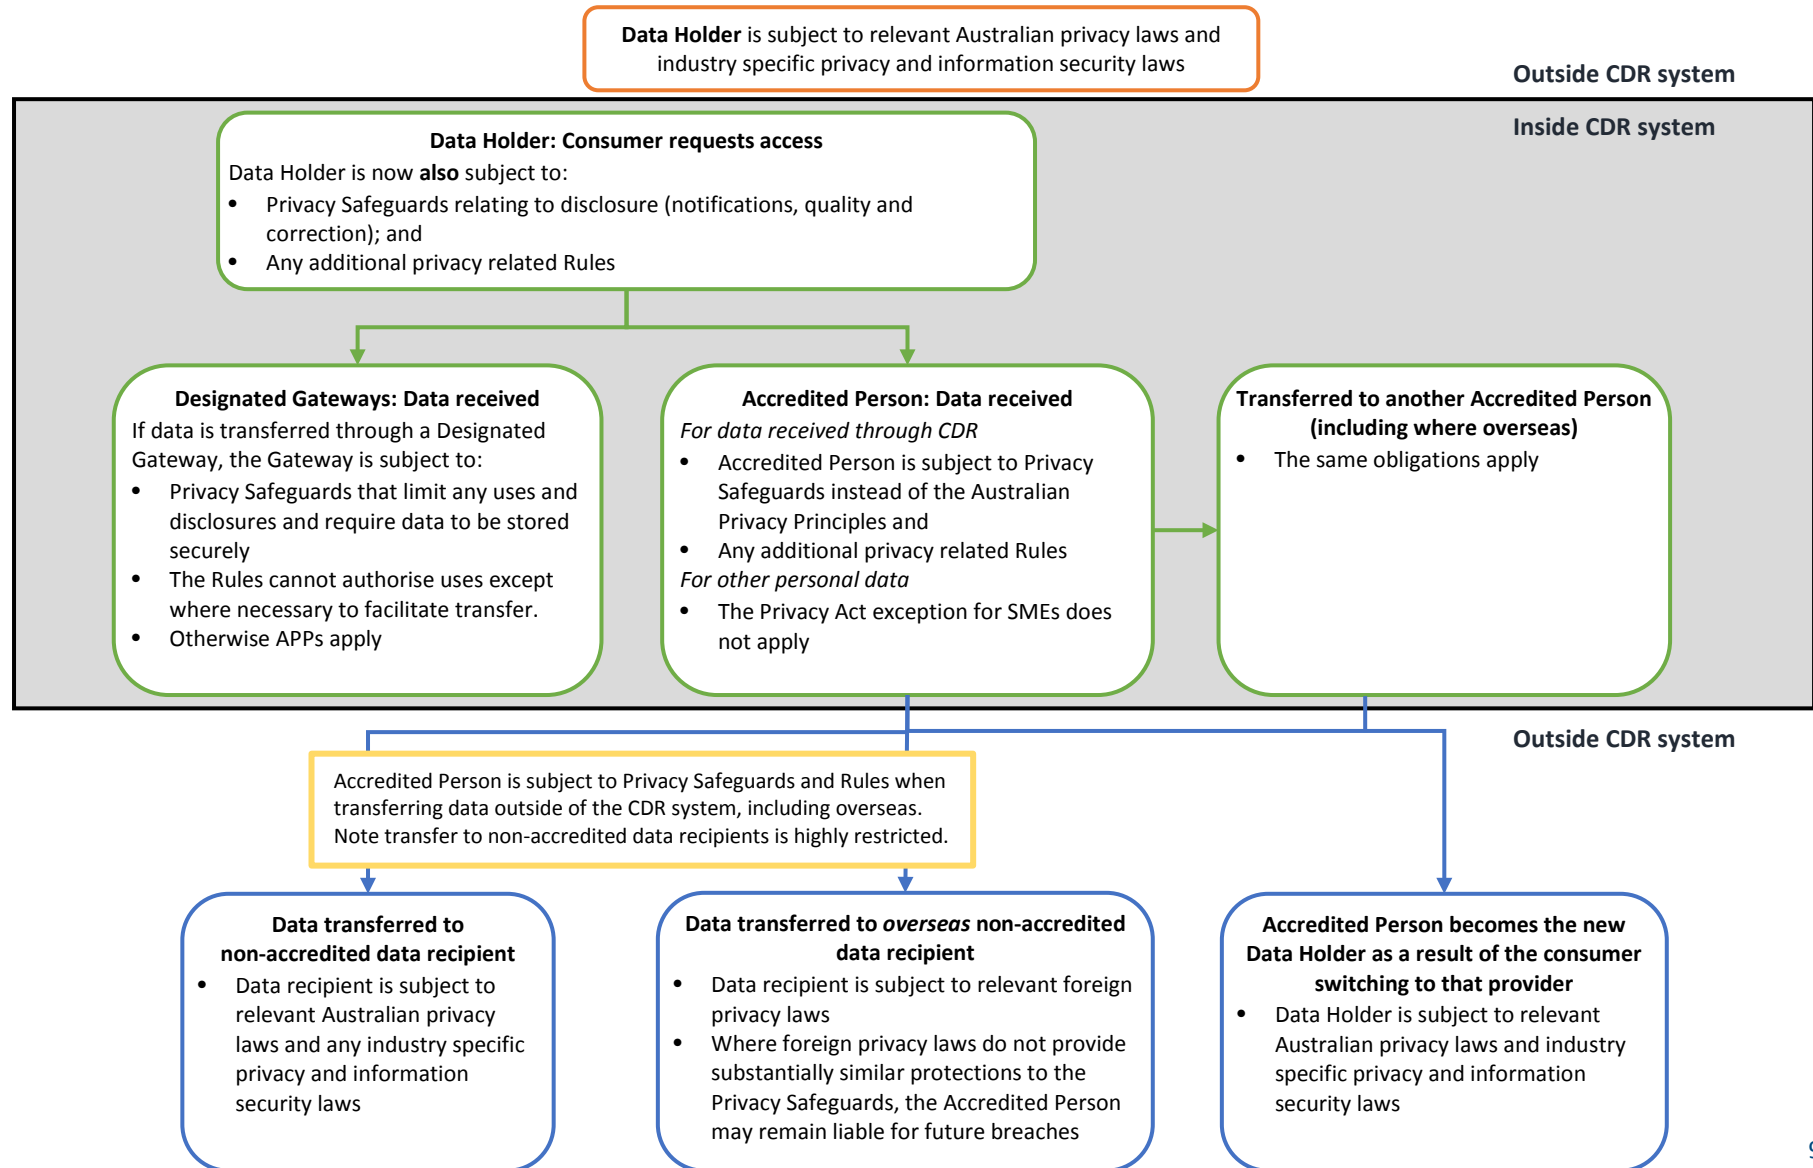 Data Holder is subject to relevant Australian privacy laws and
industry specific privacy and information security laws
Outside CDR system
Inside CDR system
Data Holder: Consumer requests access
Data Holder is now also subject to:
• Privacy Safeguards relating to disclosure (notifications, quality and
correction); and
• Any additional privacy related Rules
Designated Gateways: Data received
If data is transferred through a Designated
Gateway, the Gateway is subject to:
• Privacy Safeguards that limit any uses and
disclosures and require data to be stored
securely
• The Rules cannot authorise uses except
where necessary to facilitate transfer.
• Otherwise APPs apply
Accredited Person: Data received
For data received through CDR
• Accredited Person is subject to Privacy
Safeguards instead of the Australian
Privacy Principles and
• Any additional privacy related Rules
For other personal data
• The Privacy Act exception for SMEs does
not apply
Transferred to another Accredited Person
(including where overseas)
• The same obligations apply
Outside CDR system
Accredited Person is subject to Privacy Safeguards and Rules when
transferring data outside of the CDR system, including overseas.
Note transfer to non-accredited data recipients is highly restricted.
Data transferred to
non-accredited data recipient
• Data recipient is subject to
relevant Australian privacy
laws and any industry specific
privacy and information
security laws
Data transferred to overseas non-accredited
data recipient
• Data recipient is subject to relevant foreign
privacy laws
• Where foreign privacy laws do not provide
substantially similar protections to the
Privacy Safeguards, the Accredited Person
may remain liable for future breaches
Accredited Person becomes the new
Data Holder as a result of the consumer
switching to that provider
• Data Holder is subject to relevant
Australian privacy laws and industry
specific privacy and information
security laws
9